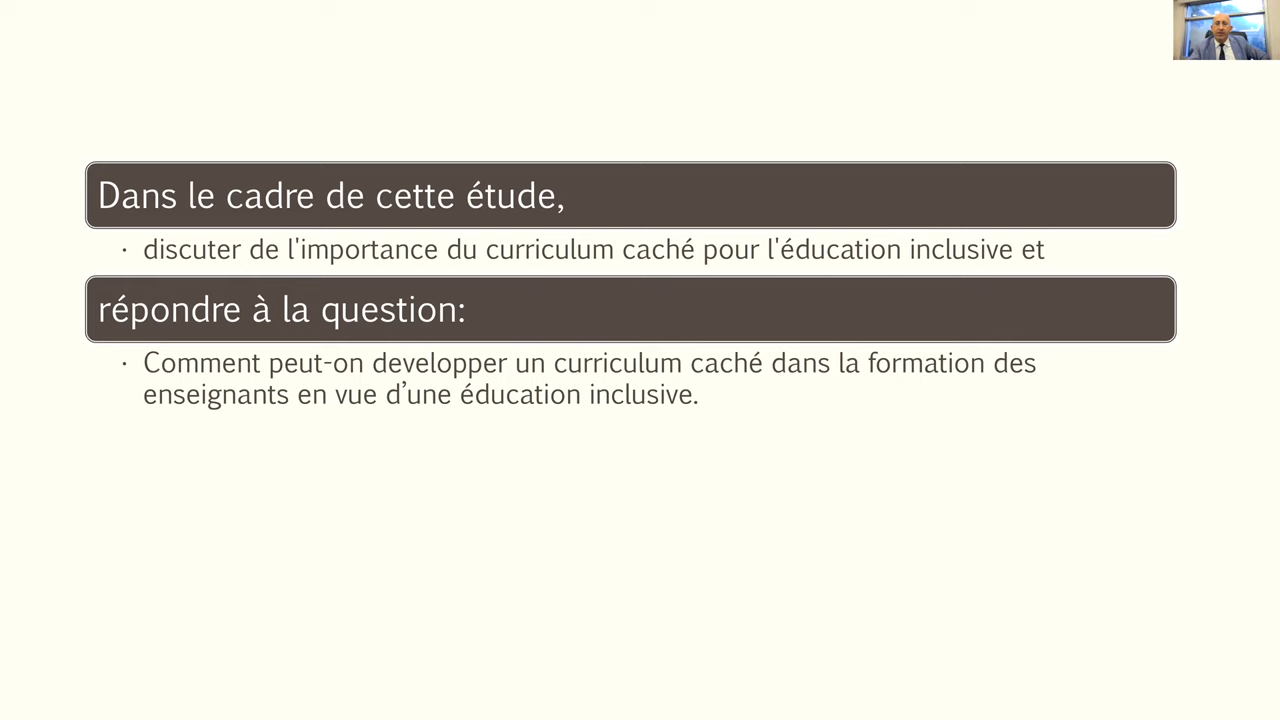 Dans le cadre de cette étude,
· discuter de l'importance du curriculum caché pour l'éducation inclusive et
répondre à la question:
· Comment peut-on developper un curriculum caché dans la formation des
enseignants en vue d’une éducation inclusive.